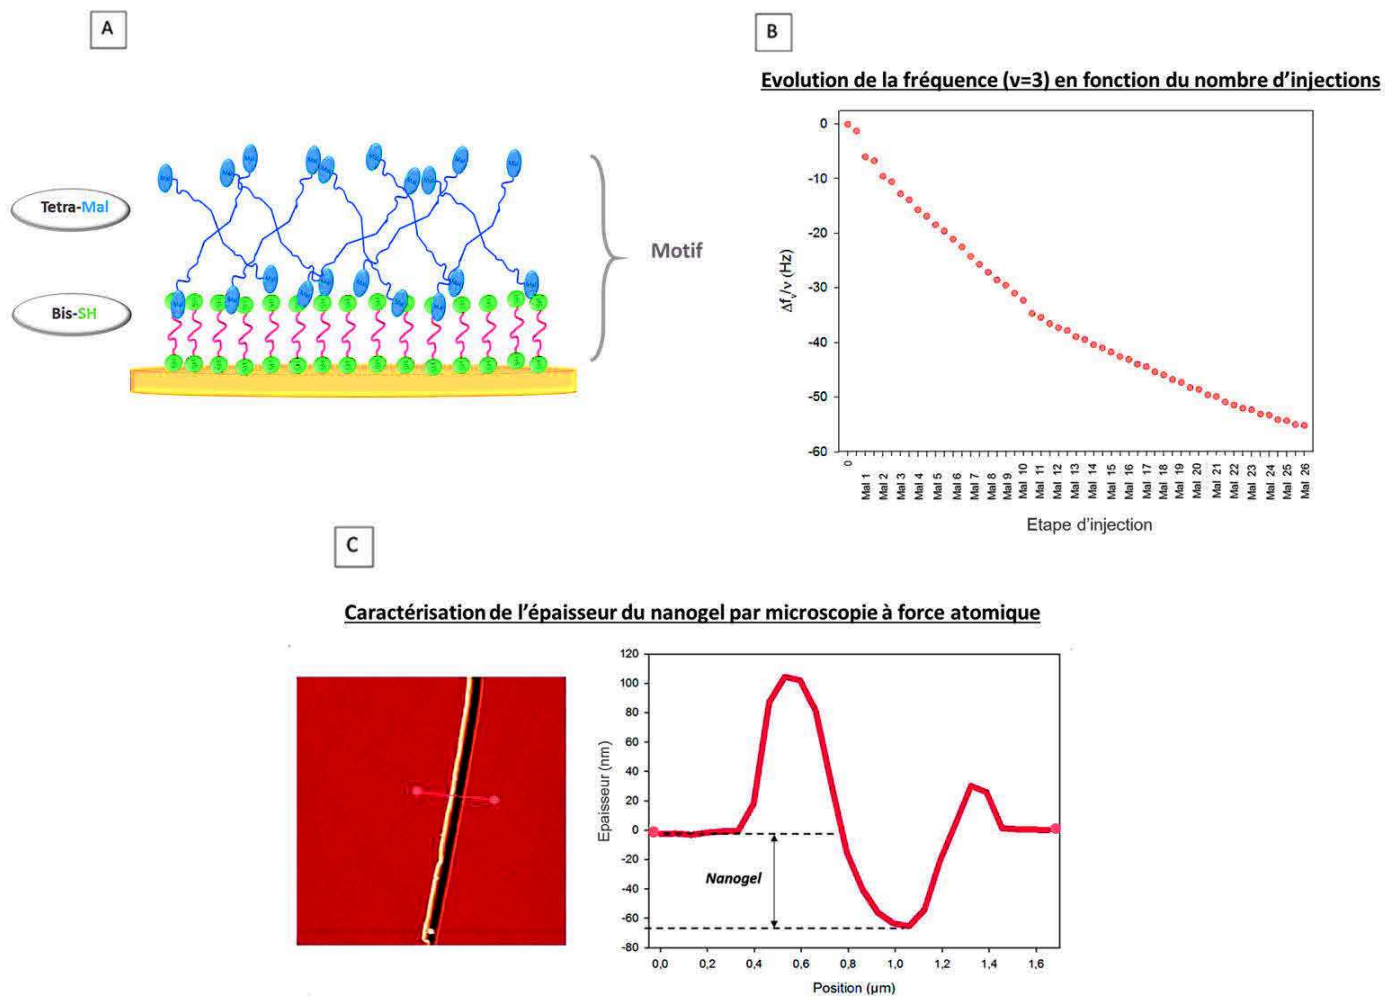 A
Tetra-Mal
Bis-SH
Motif
B
Evolution de la fréquence (ν=3) en fonction du nombre d'injections
Δfᵥ/ν (Hz)
0
-10
-20
-30
-40
-50
-60
0
Mal 1
Mal 2
Mal 3
Mal 4
Mal 5
Mal 6
Mal 7
Mal 8
Mal 9
Mal 10
Mal 11
Mal 12
Mal 13
Mal 14
Mal 15
Mal 16
Mal 17
Mal 18
Mal 19
Mal 20
Mal 21
Mal 22
Mal 23
Mal 24
Mal 25
Mal 26
Etape d'injection
C
Caractérisation de l'épaisseur du nanogel par microscopie à force atomique
Epaisseur (nm)
120
100
80
60
40
20
0
-20
-40
-60
-80
Nanogel
0,0 0,2 0,4 0,6 0,8 1,0 1,2 1,4 1,6
Position (µm)